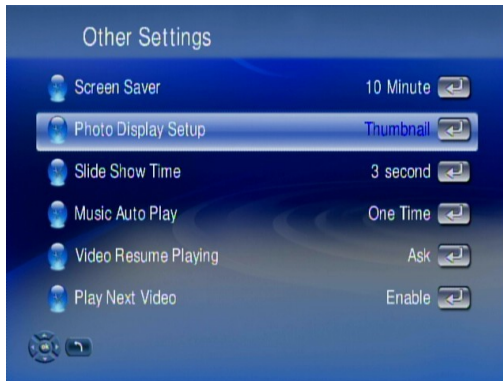 Other Settings
Screen Saver 10 Minute
Photo Display Setup Thumbnail
Slide Show Time 3 second
Music Auto Play One Time
Video Resume Playing Ask
Play Next Video Enable